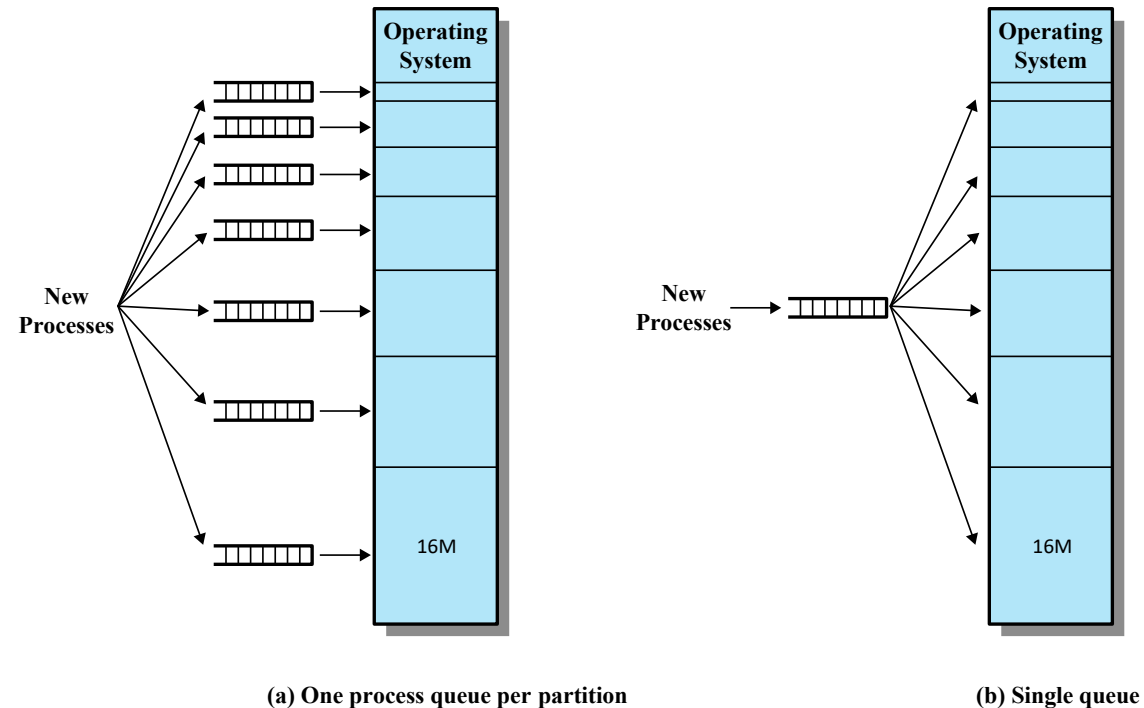 Operating
System
New
Processes
16M
(a) One process queue per partition
Operating
System
New
Processes
16M
(b) Single queue